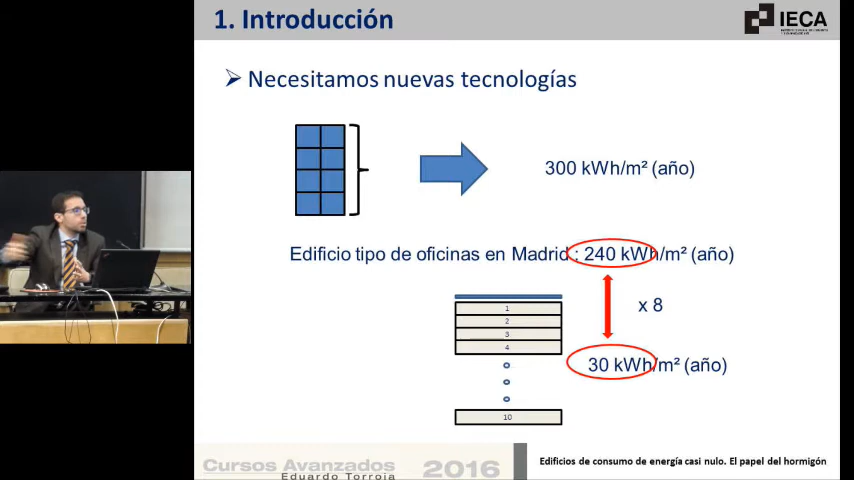 1. Introducción
IECA
Necesitamos nuevas tecnologías
300 kWh/m² (año)
Edificio tipo de oficinas en Madrid : 240 kWh/m² (año)
x 8
1
2
3
4
30 kWh/m² (año)
10
Cursos Avanzados 2016
Eduardo Torroja
Edificios de consumo de energía casi nulo. El papel del hormigón